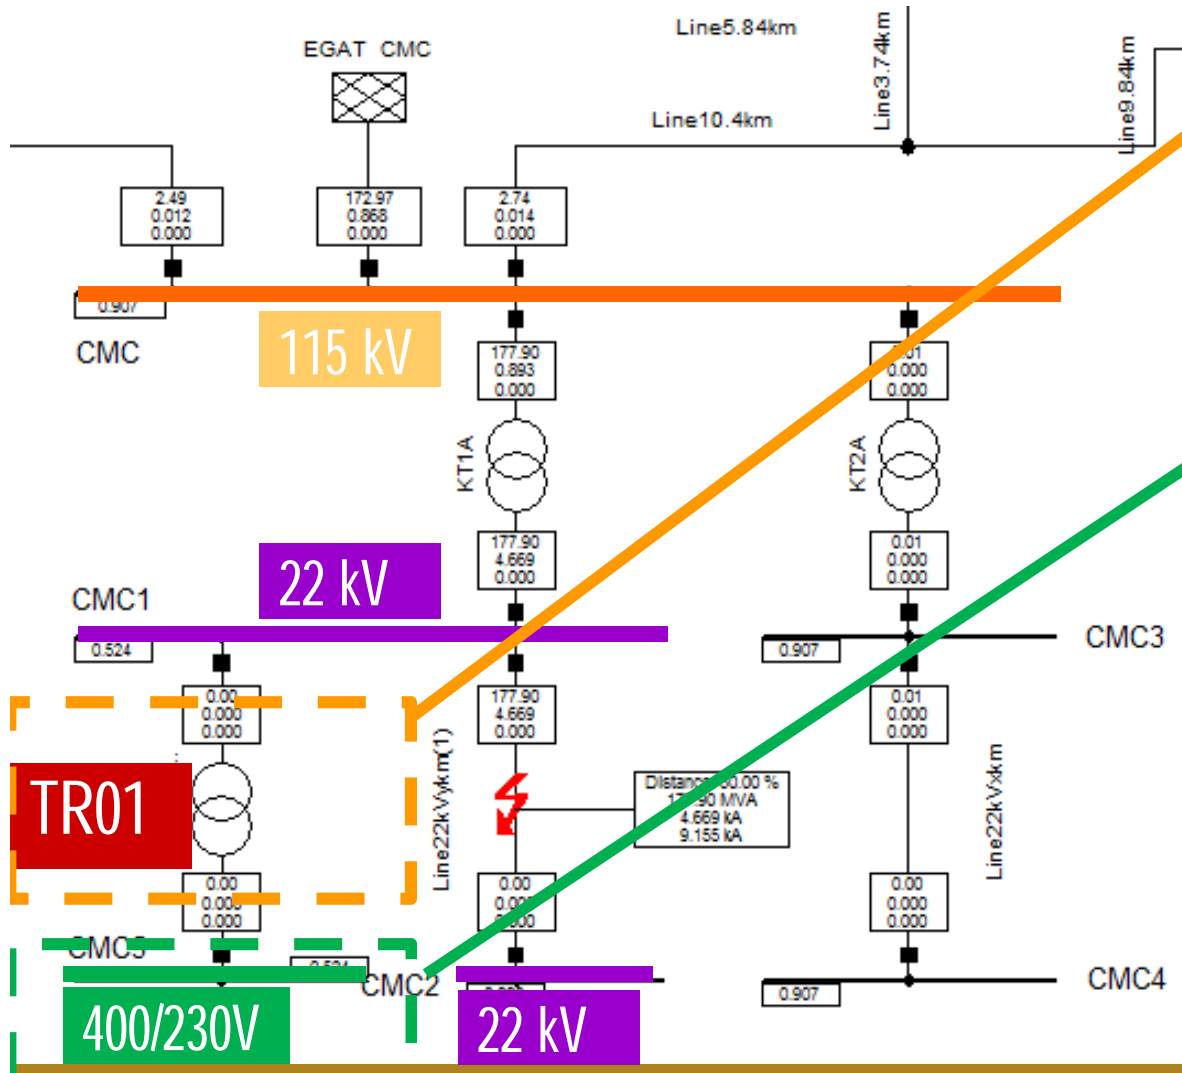 Line5.84km
EGAT CMC
Line3.74km
Line9.84km
Line10.4km
2.49
0.012
0.000
172.97
0.868
0.000
2.74
0.014
0.000
0.907
CMC
115 kV
177.90
0.893
0.000
0.000
0.000
KT1A
KT2A
177.90
4.669
0.000
0.01
0.000
0.000
22 kV
CMC1
0.524
0.907
CMC3
0.00
0.000
0.000
177.90
4.669
0.000
0.01
0.000
0.000
TR01
Line22kVykm(1)
Distance
.00 %
MVA
4.669 kA
9.155 kA
Line22kVxkm
0.00
0.000
0.00
0.00
0.000
0.000
CMC2
CMC4
0.907
400/230V
22 kV